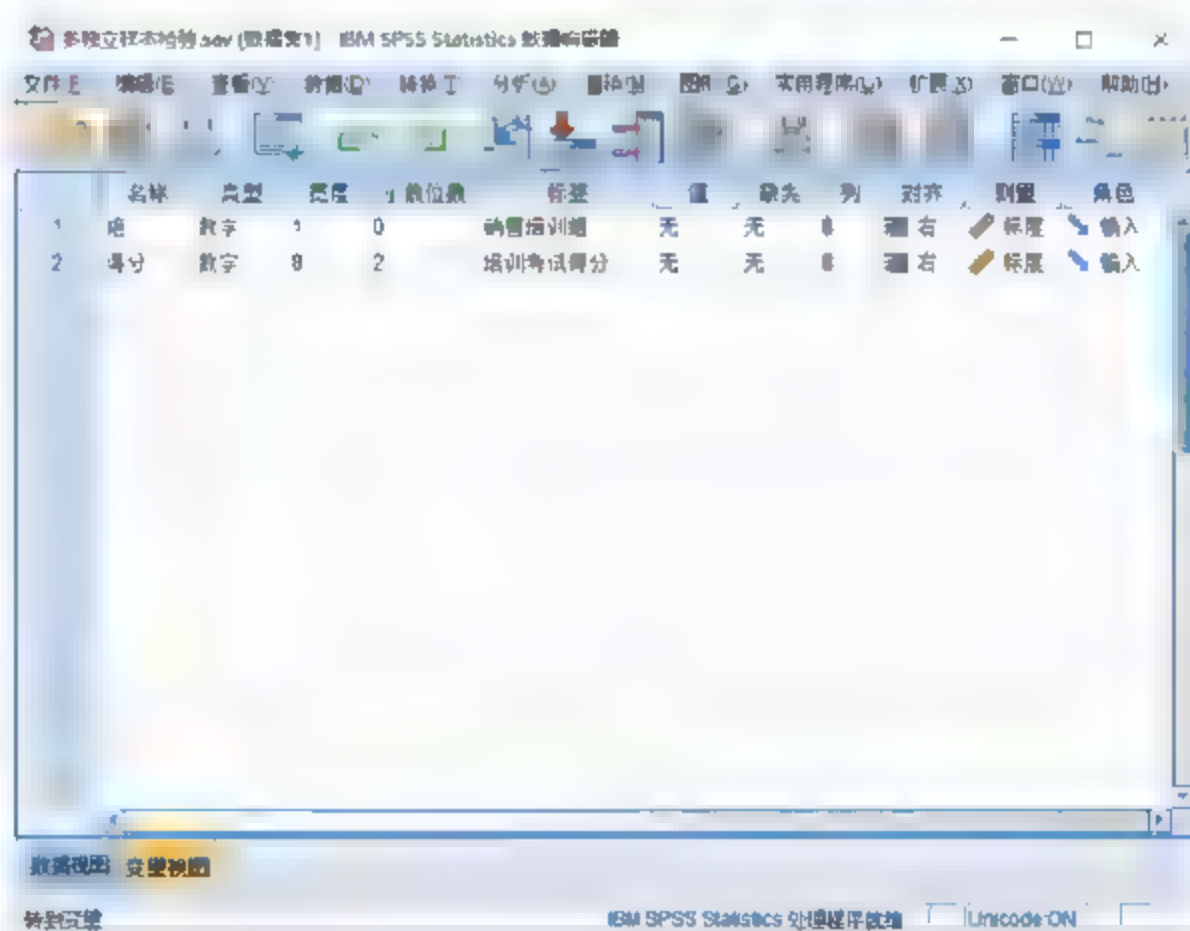 多独立样本检验.sav [数据集1] IBM SPSS Statistics 数据编辑器
文件 E 编辑(E 查看(V) 数据(D) 转换 T 分析(A) 图(M 图形 G) 实用程序(U) 扩展 X) 窗口(W) 帮助(H)
名称 类型 宽度 小数位数 标签 值 缺失 列 对齐 测量 角色
1 组 数字 0 销售培训组 无 无 右 标度 输入
2 得分 数字 8 2 培训考试得分 无 无 右 标度 输入
数据视图 变量视图
IBM SPSS Statistics 处理程序就绪 Unicode:ON